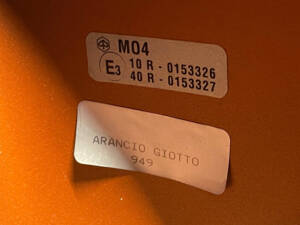 M04
E3 10 R - 0153326
40 R - 0153327
ARANCIO GIOTTO
949